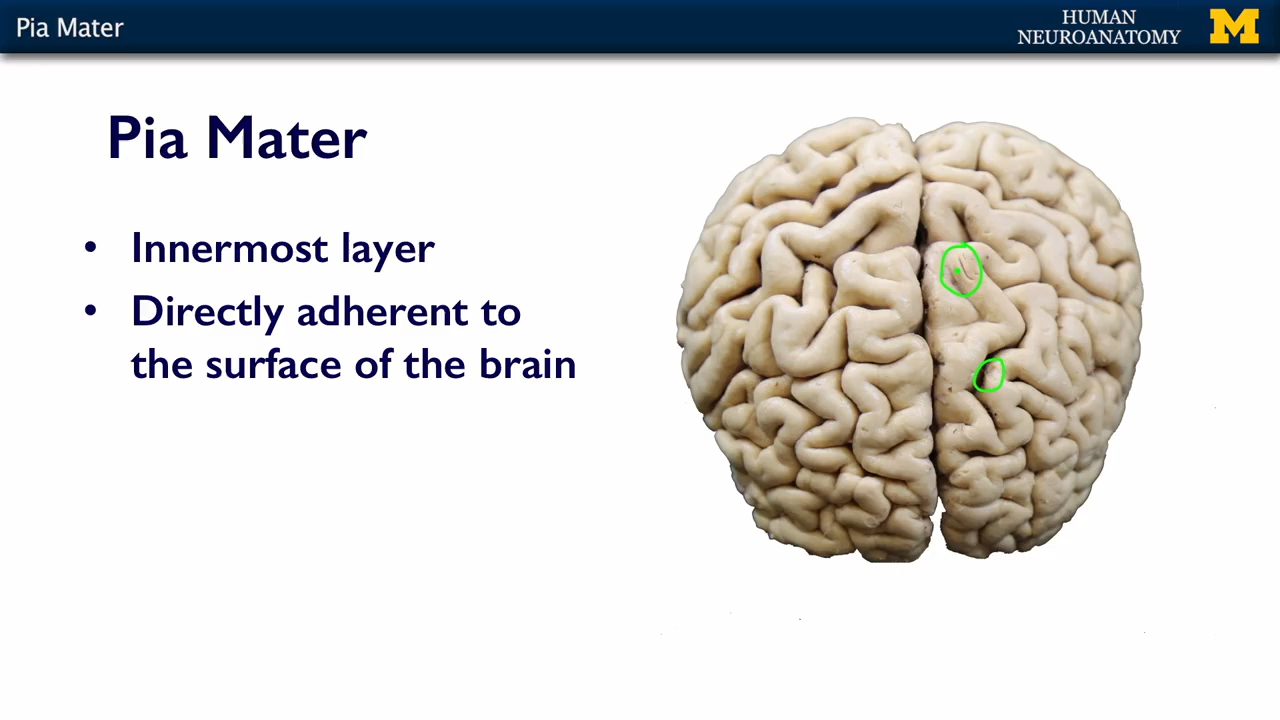 Pia Mater
HUMAN
NEUROANATOMY
M
Pia Mater
• Innermost layer
• Directly adherent to
the surface of the brain